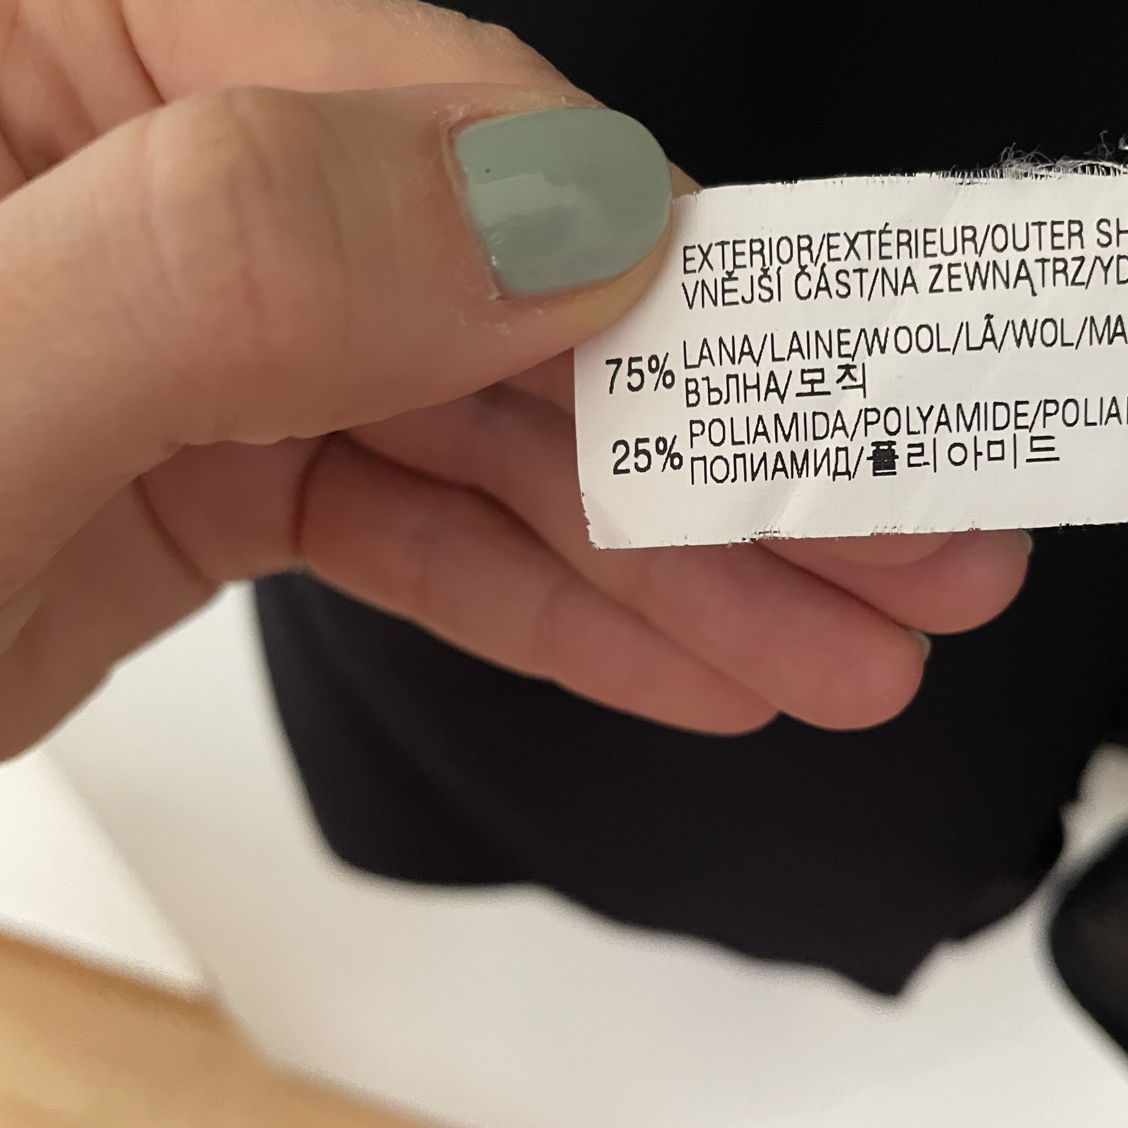 EXTERIOR/EXTÉRIEUR/OUTER SH
VNĚJŠÍ ČÁST/NA ZEWNĄTRZ/YD
75% LANA/LAINE/WOOL/LÃ/WOL/MA
ВЪЛНА/모직
25% POLIAMIDA/POLYAMIDE/POLIA
ПОЛИАМИД/폴리아미드